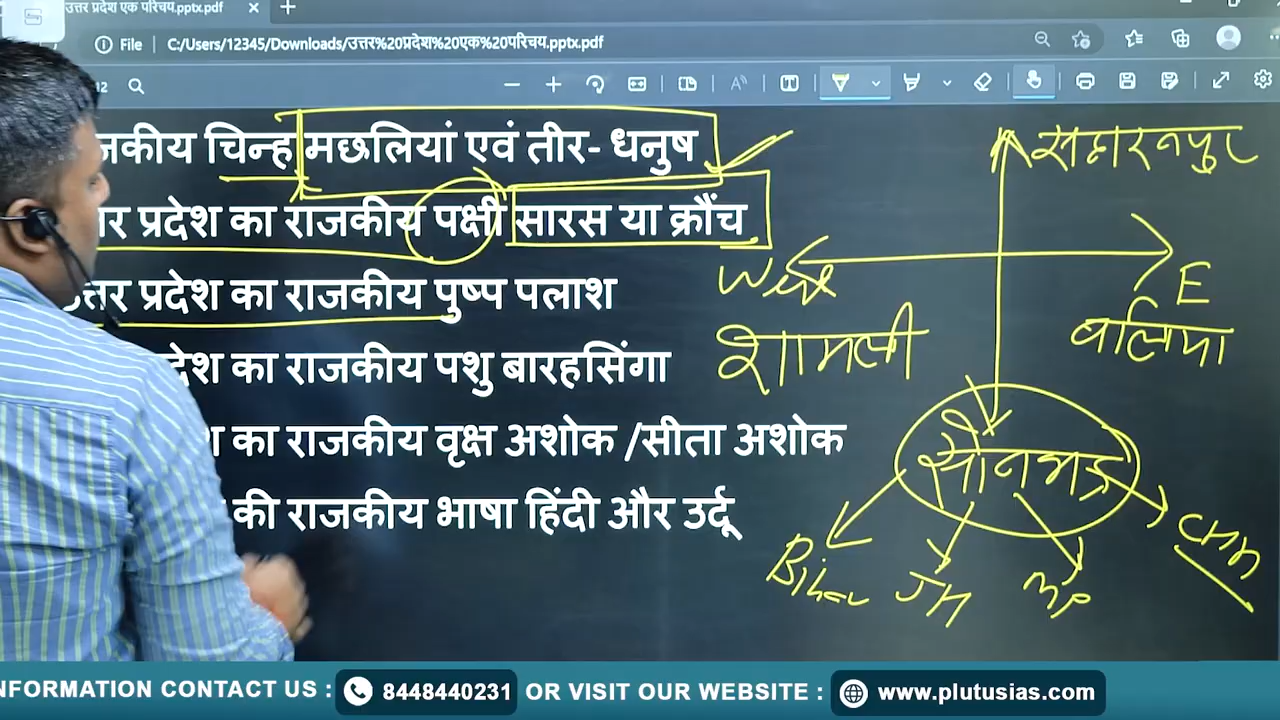 उत्तर प्रदेश एक परिचय.pptx.pdf
File C:/Users/12345/Downloads/उत्तर%20प्रदेश%20एक%20परिचय.pptx.pdf
चिन्ह मछलियां एवं तीर- धनुष
प्रदेश का राजकीय पक्षी सारस या क्रौंच
उत्तर प्रदेश का राजकीय पुष्प पलाश
का राजकीय पशु बारहसिंगा
का राजकीय वृक्ष अशोक /सीता अशोक
की राजकीय भाषा हिंदी और उर्दू
सहारनपुर
West
E
शामली
बलिया
सोनभद्र
Bihar
JH
MP
CHH
CONTACT US : 8448440231 OR VISIT OUR WEBSITE : www.plutusias.com